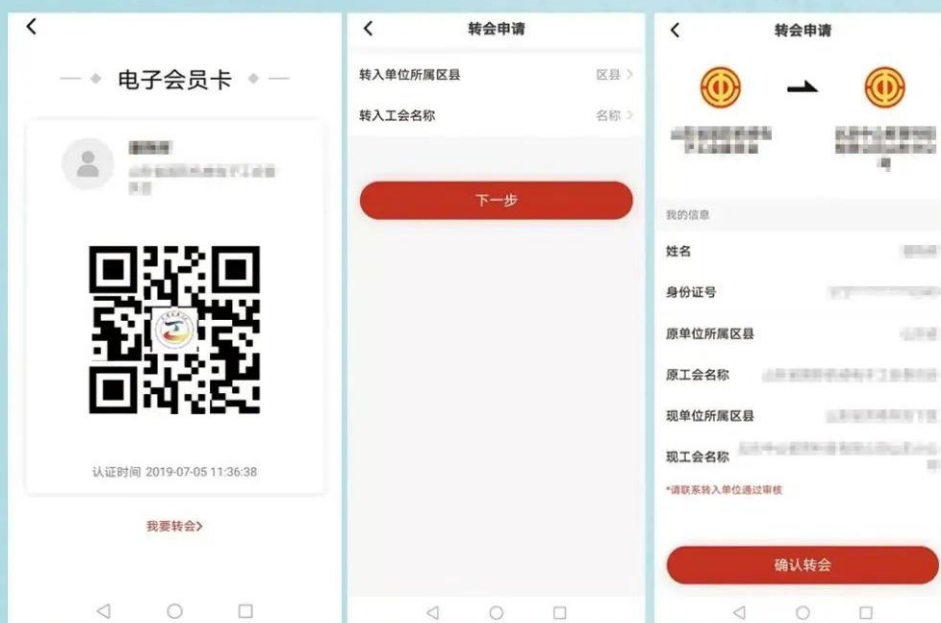 电子会员卡
认证时间 2019-07-05 11:36:38
我要转会>
转会申请
转入单位所属区县 区县 >
转入工会名称 名称 >
下一步
转会申请
我的信息
姓名
身份证号
原单位所属区县
原工会名称
现单位所属区县
现工会名称
*请联系转入单位通过审核
确认转会